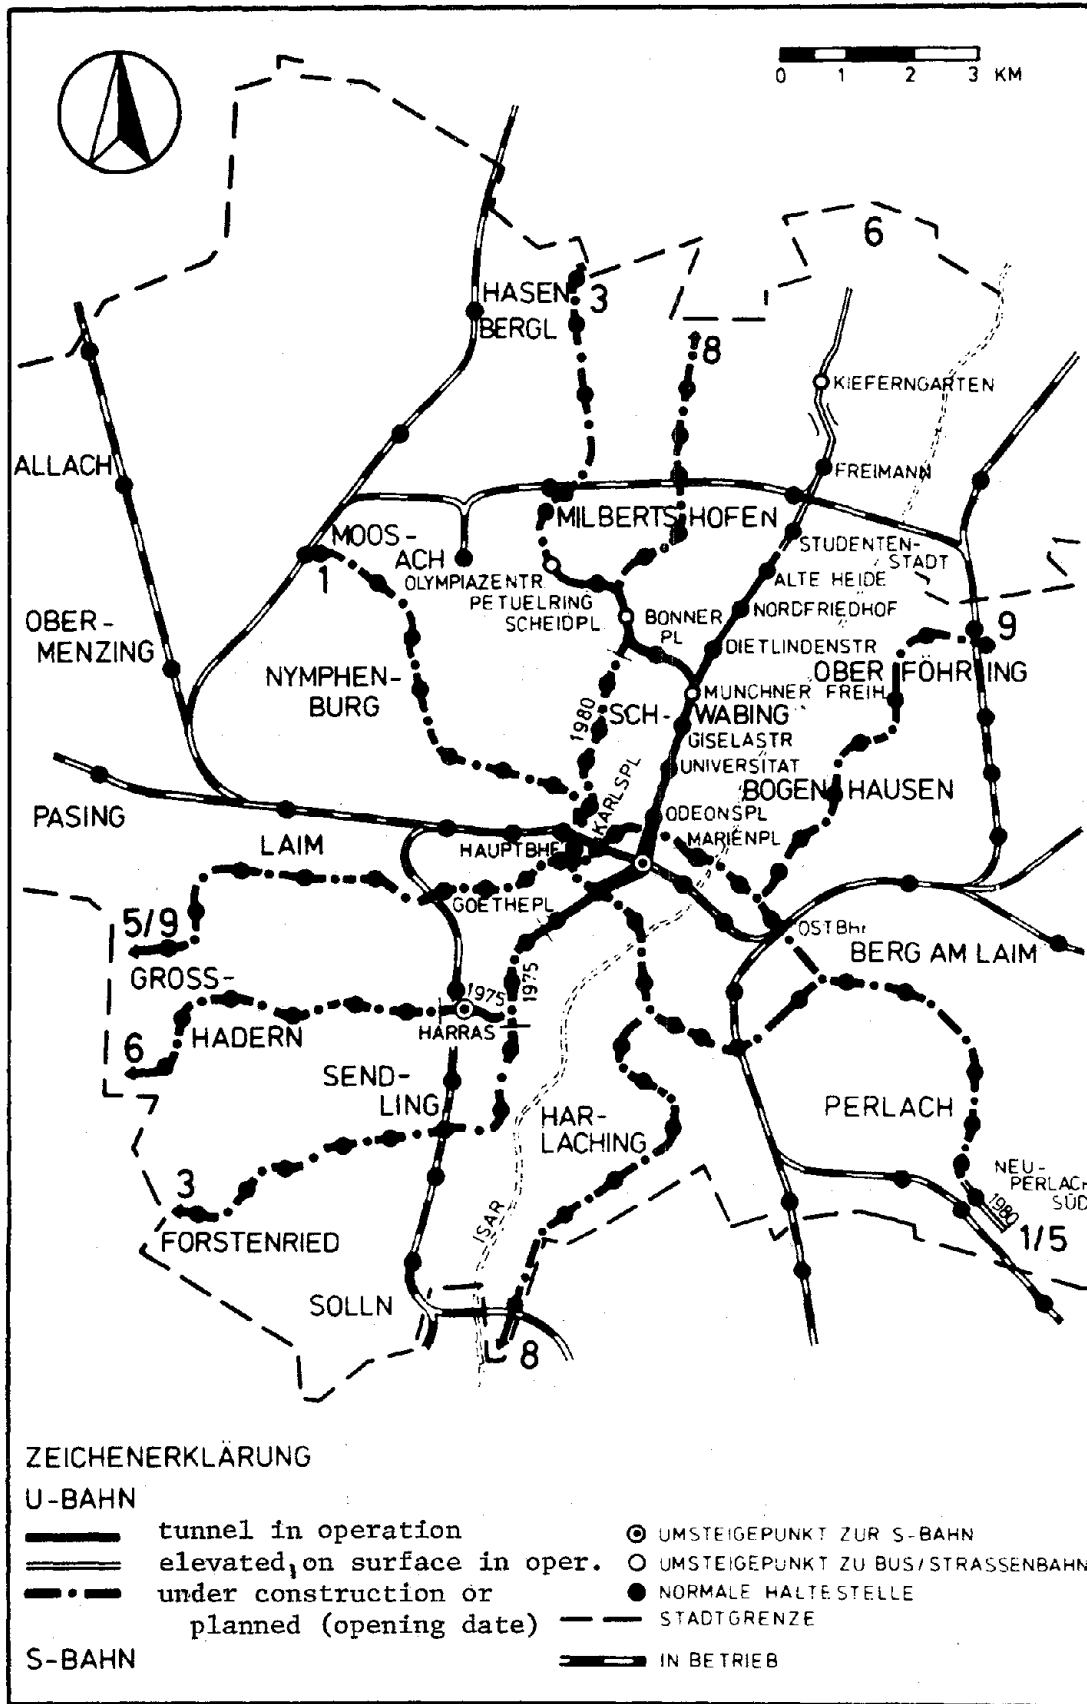 0 1 2 3 KM
6
HASEN
BERGL
3
8
KIEFERNGARTEN
ALLACH
FREIMANN
MILBERTSHOFEN
MOOS-
ACH
STUDENTEN-
STADT
1
OLYMPIAZENTR
ALTE HEIDE
PETUELRING
SCHEIDPL
BONNER
PL
NORDFRIEDHOF
OBER-
MENZING
DIETLINDENSTR
9
OBERFÖHRING
NYMPHEN-
BURG
MÜNCHNER FREIH
1980
SCH-WABING
GISELASTR
UNIVERSITÄT
KARLSPL
BOGENHAUSEN
PASING
ODEONSPL
MARIENPL
LAIM
HAUPTBHF
GOETHEPL
5/9
OSTBHF
BERG AM LAIM
GROSS-
HADERN
1975
1975
HARRAS
6
SEND-
LING
HAR-
LACHING
PERLACH
NEU-
PERLACH
SÜD
3
1980
FORSTENRIED
ISAR
1/5
SOLLN
8
ZEICHENERKLÄRUNG
U-BAHN
tunnel in operation
elevated, on surface in oper.
under construction or
planned (opening date)
S-BAHN
UMSTEIGEPUNKT ZUR S-BAHN
UMSTEIGEPUNKT ZU BUS/STRASSENBAHN
NORMALE HALTESTELLE
STADTGRENZE
IN BETRIEB